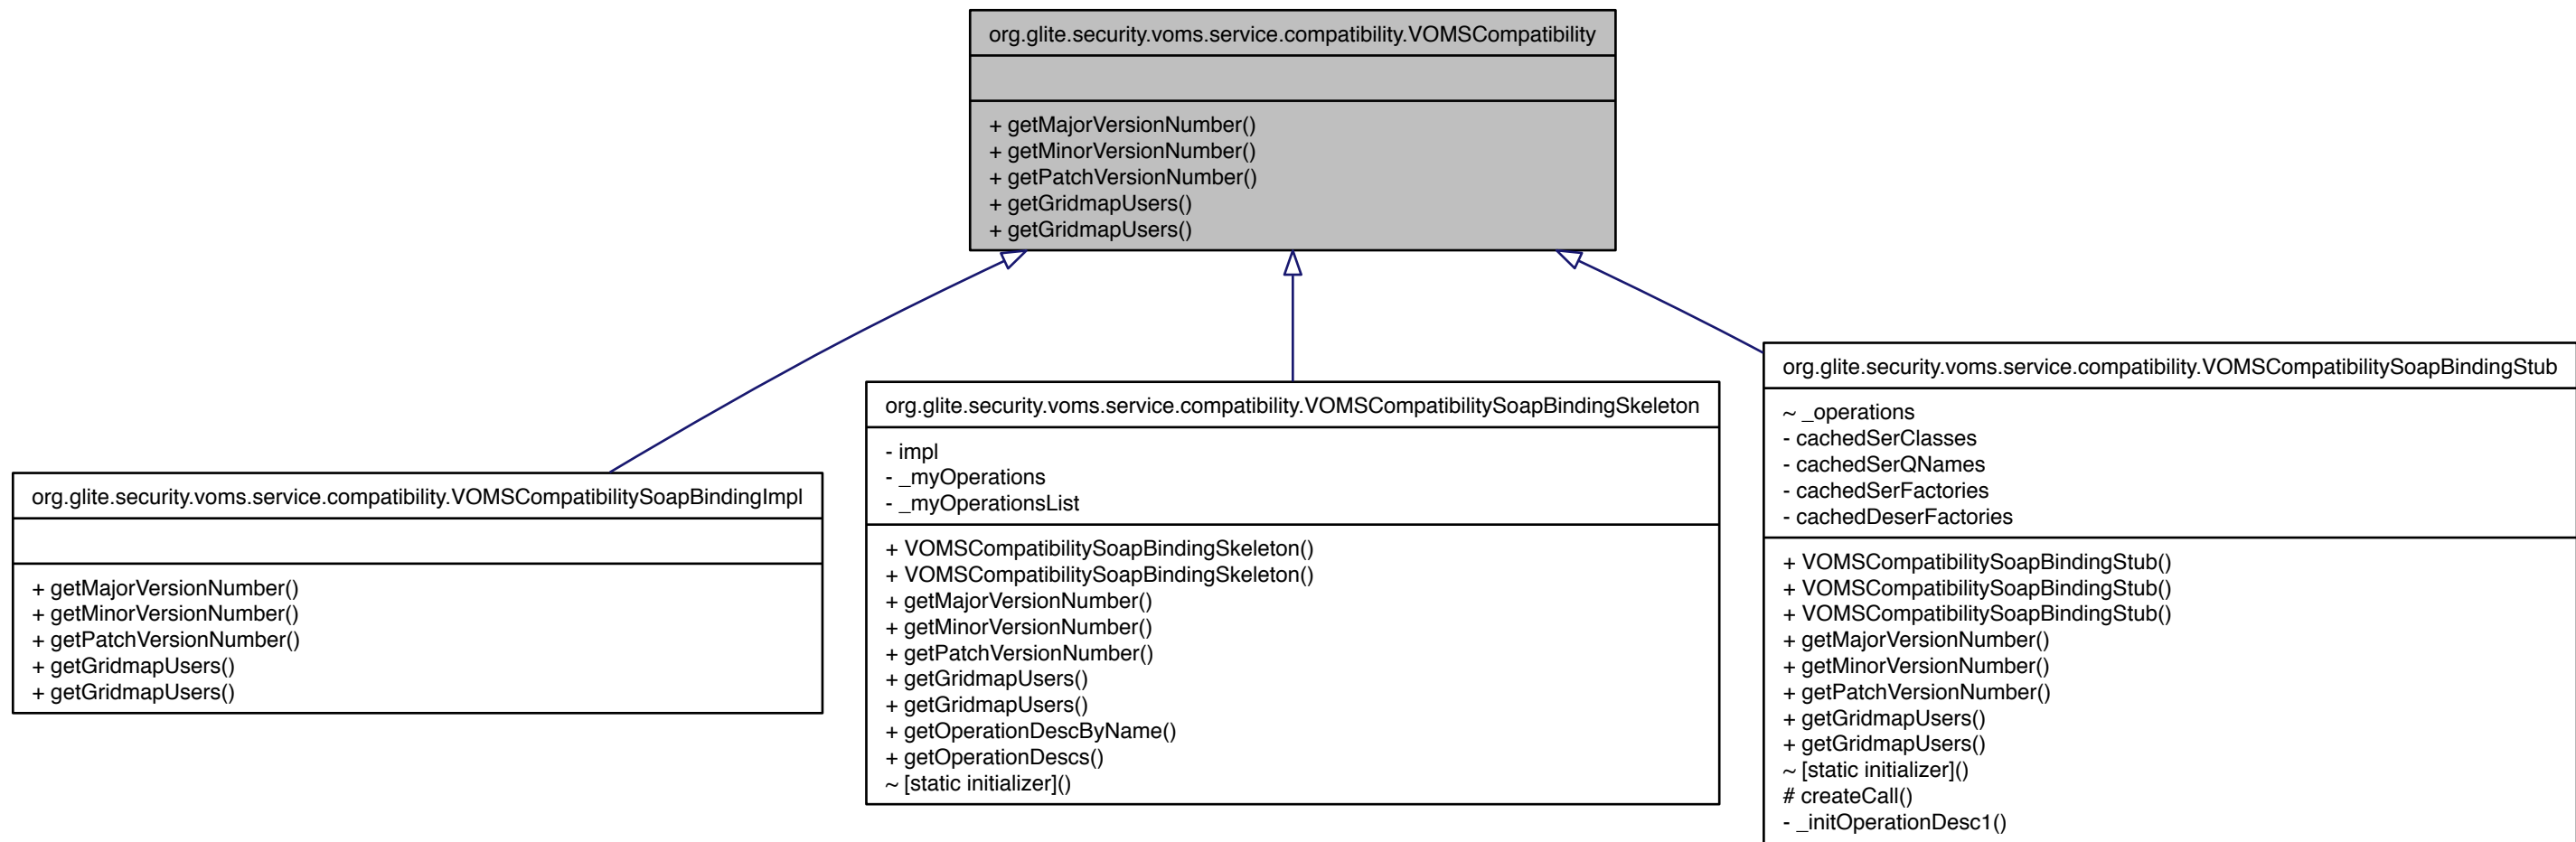 org.glite.security.voms.service.compatibility.VOMSCompatibility
+ getMajorVersionNumber()
+ getMinorVersionNumber()
+ getPatchVersionNumber()
+ getGridmapUsers()
+ getGridmapUsers()
org.glite.security.voms.service.compatibility.VOMSCompatibilitySoapBindingImpl
+ getMajorVersionNumber()
+ getMinorVersionNumber()
+ getPatchVersionNumber()
+ getGridmapUsers()
+ getGridmapUsers()
org.glite.security.voms.service.compatibility.VOMSCompatibilitySoapBindingSkeleton
- impl
- _myOperations
- _myOperationsList
+ VOMSCompatibilitySoapBindingSkeleton()
+ VOMSCompatibilitySoapBindingSkeleton()
+ getMajorVersionNumber()
+ getMinorVersionNumber()
+ getPatchVersionNumber()
+ getGridmapUsers()
+ getGridmapUsers()
+ getOperationDescByName()
+ getOperationDescs()
~ [static initializer]()
org.glite.security.voms.service.compatibility.VOMSCompatibilitySoapBindingStub
~ _operations
- cachedSerClasses
- cachedSerQNames
- cachedSerFactories
- cachedDeserFactories
+ VOMSCompatibilitySoapBindingStub()
+ VOMSCompatibilitySoapBindingStub()
+ VOMSCompatibilitySoapBindingStub()
+ getMajorVersionNumber()
+ getMinorVersionNumber()
+ getPatchVersionNumber()
+ getGridmapUsers()
+ getGridmapUsers()
~ [static initializer]()
# createCall()
- _initOperationDesc1()